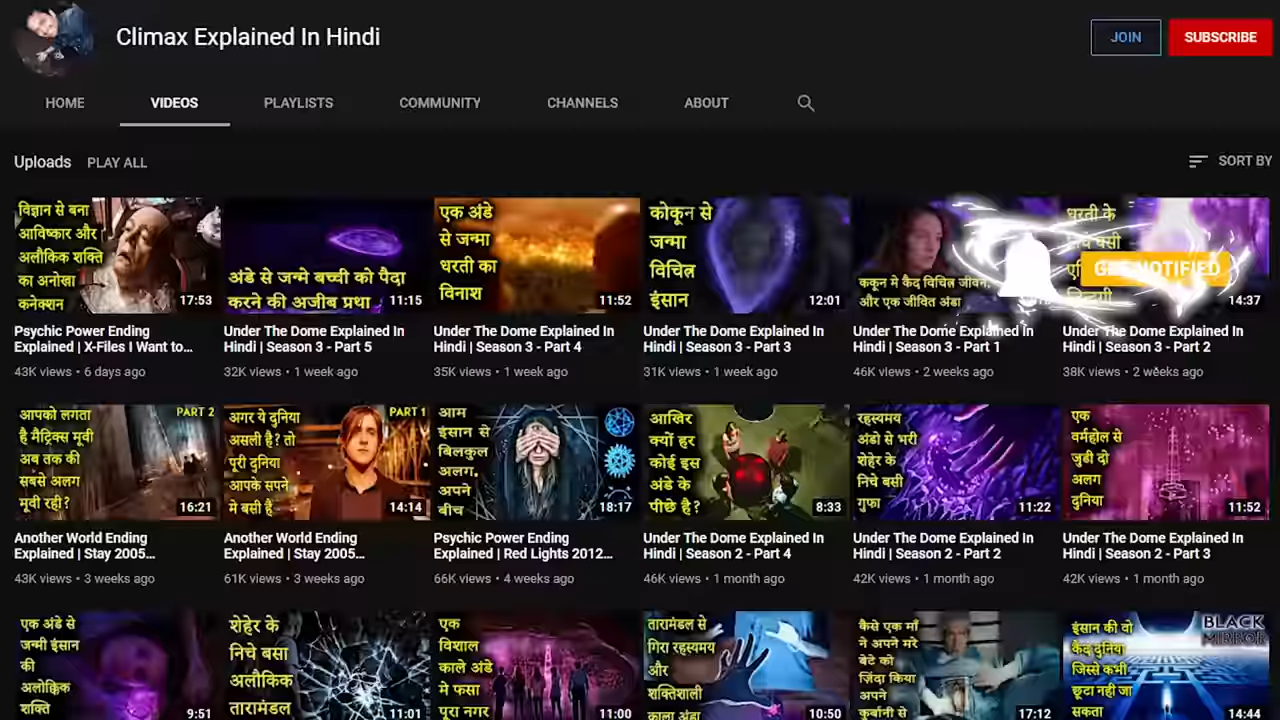 Climax Explained In Hindi
JOIN
SUBSCRIBE
HOME
VIDEOS
PLAYLISTS
COMMUNITY
CHANNELS
ABOUT
Uploads
PLAY ALL
SORT BY
विज्ञान से बना
आविष्कार और
अलौकिक शक्ति
का अनोखा
कनेक्शन
17:53
Psychic Power Ending
Explained | X-Files I Want to...
43K views • 6 days ago
अंडे से जन्मे बच्ची को पैदा
करने की अजीब प्रथा
11:15
Under The Dome Explained In
Hindi | Season 3 - Part 5
32K views • 1 week ago
एक अंडे
से जन्मा
धरती का
विनाश
11:52
Under The Dome Explained In
Hindi | Season 3 - Part 4
35K views • 1 week ago
कोकून से
जन्मा
विचित्र
इंसान
12:01
Under The Dome Explained In
Hindi | Season 3 - Part 3
31K views • 1 week ago
ककून मे कैद विचित्र जीवन,
और एक जीवित अंडा
Under The Dome Explained In
Hindi | Season 3 - Part 1
46K views • 2 weeks ago
धरती के
NOTIFIED
14:37
Under The Dome Explained In
Hindi | Season 3 - Part 2
38K views • 2 weeks ago
आपको लगता
है मैट्रिक्स मूवी
अब तक की
सबसे अलग
मूवी रही?
PART 2
16:21
Another World Ending
Explained | Stay 2005...
43K views • 3 weeks ago
अगर ये दुनिया
असली है? तो
पूरी दुनिया
आपके सपने
मे बसी है
PART 1
14:14
Another World Ending
Explained | Stay 2005...
61K views • 3 weeks ago
आम
इंसान से
बिलकुल
अलग,
अपने
बीच
18:17
Psychic Power Ending
Explained | Red Lights 2012...
66K views • 4 weeks ago
आखिर
क्यों हर
कोई इस
अंडे के
पीछे है?
8:33
Under The Dome Explained In
Hindi | Season 2 - Part 4
46K views • 1 month ago
रहस्यमय
अंडो से भरी
शेहेर के
निचे बसी
गुफा
11:22
Under The Dome Explained In
Hindi | Season 2 - Part 2
42K views • 1 month ago
एक
वर्महोल से
जुडी दो
अलग
दुनिया
11:52
Under The Dome Explained In
Hindi | Season 2 - Part 3
42K views • 1 month ago
एक अंडे से
जन्मी इंसान
की
अलोक्किक
शक्ति
9:51
शेहेर के
निचे बसा
अलौकिक
तारामंडल
11:01
एक
विशाल
काले अंडे
मे फसा
पूरा नगर
11:00
तारामंडल से
गिरा रहस्यमय
और
शक्तिशाली
काला अंडा
10:50
कैसे एक माँ
ने अपने मरे
बेटे को
ज़िंदा किया
अपने
कुर्बानी से
17:12
इंसान की दो
कैद दुनिया
जिस्से कभी
छूटा नही जा
सकता
BLACK
MIRROR
14:44